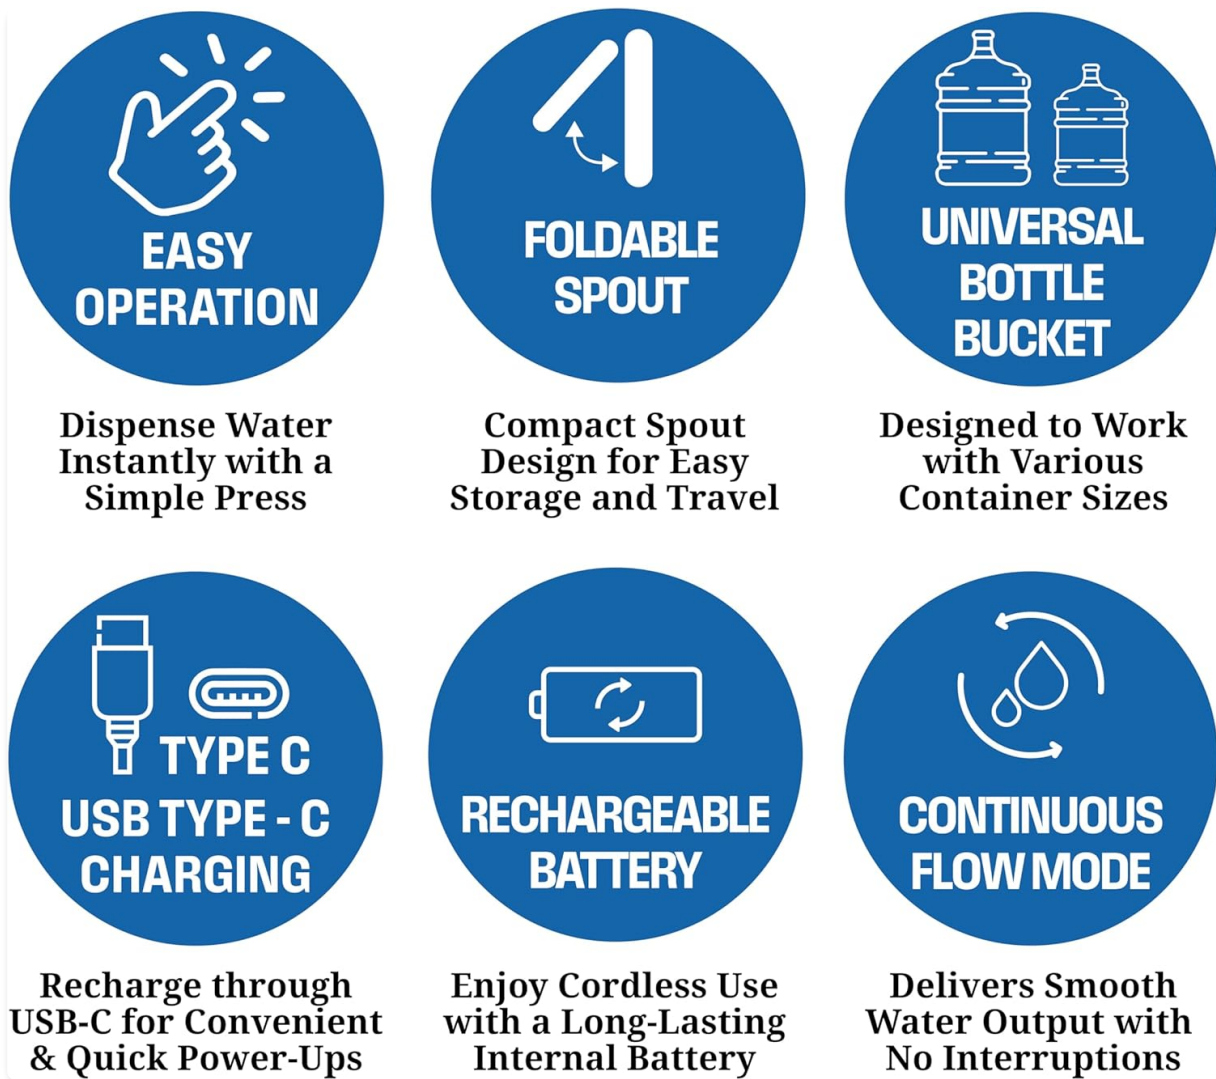 EASY
OPERATION
Dispense Water
Instantly with a
Simple Press
FOLDABLE
SPOUT
Compact Spout
Design for Easy
Storage and Travel
UNIVERSAL
BOTTLE
BUCKET
Designed to Work
with Various
Container Sizes
TYPE C
USB TYPE - C
CHARGING
Recharge through
USB-C for Convenient
& Quick Power-Ups
RECHARGEABLE
BATTERY
Enjoy Cordless Use
with a Long-Lasting
Internal Battery
CONTINUOUS
FLOW MODE
Delivers Smooth
Water Output with
No Interruptions